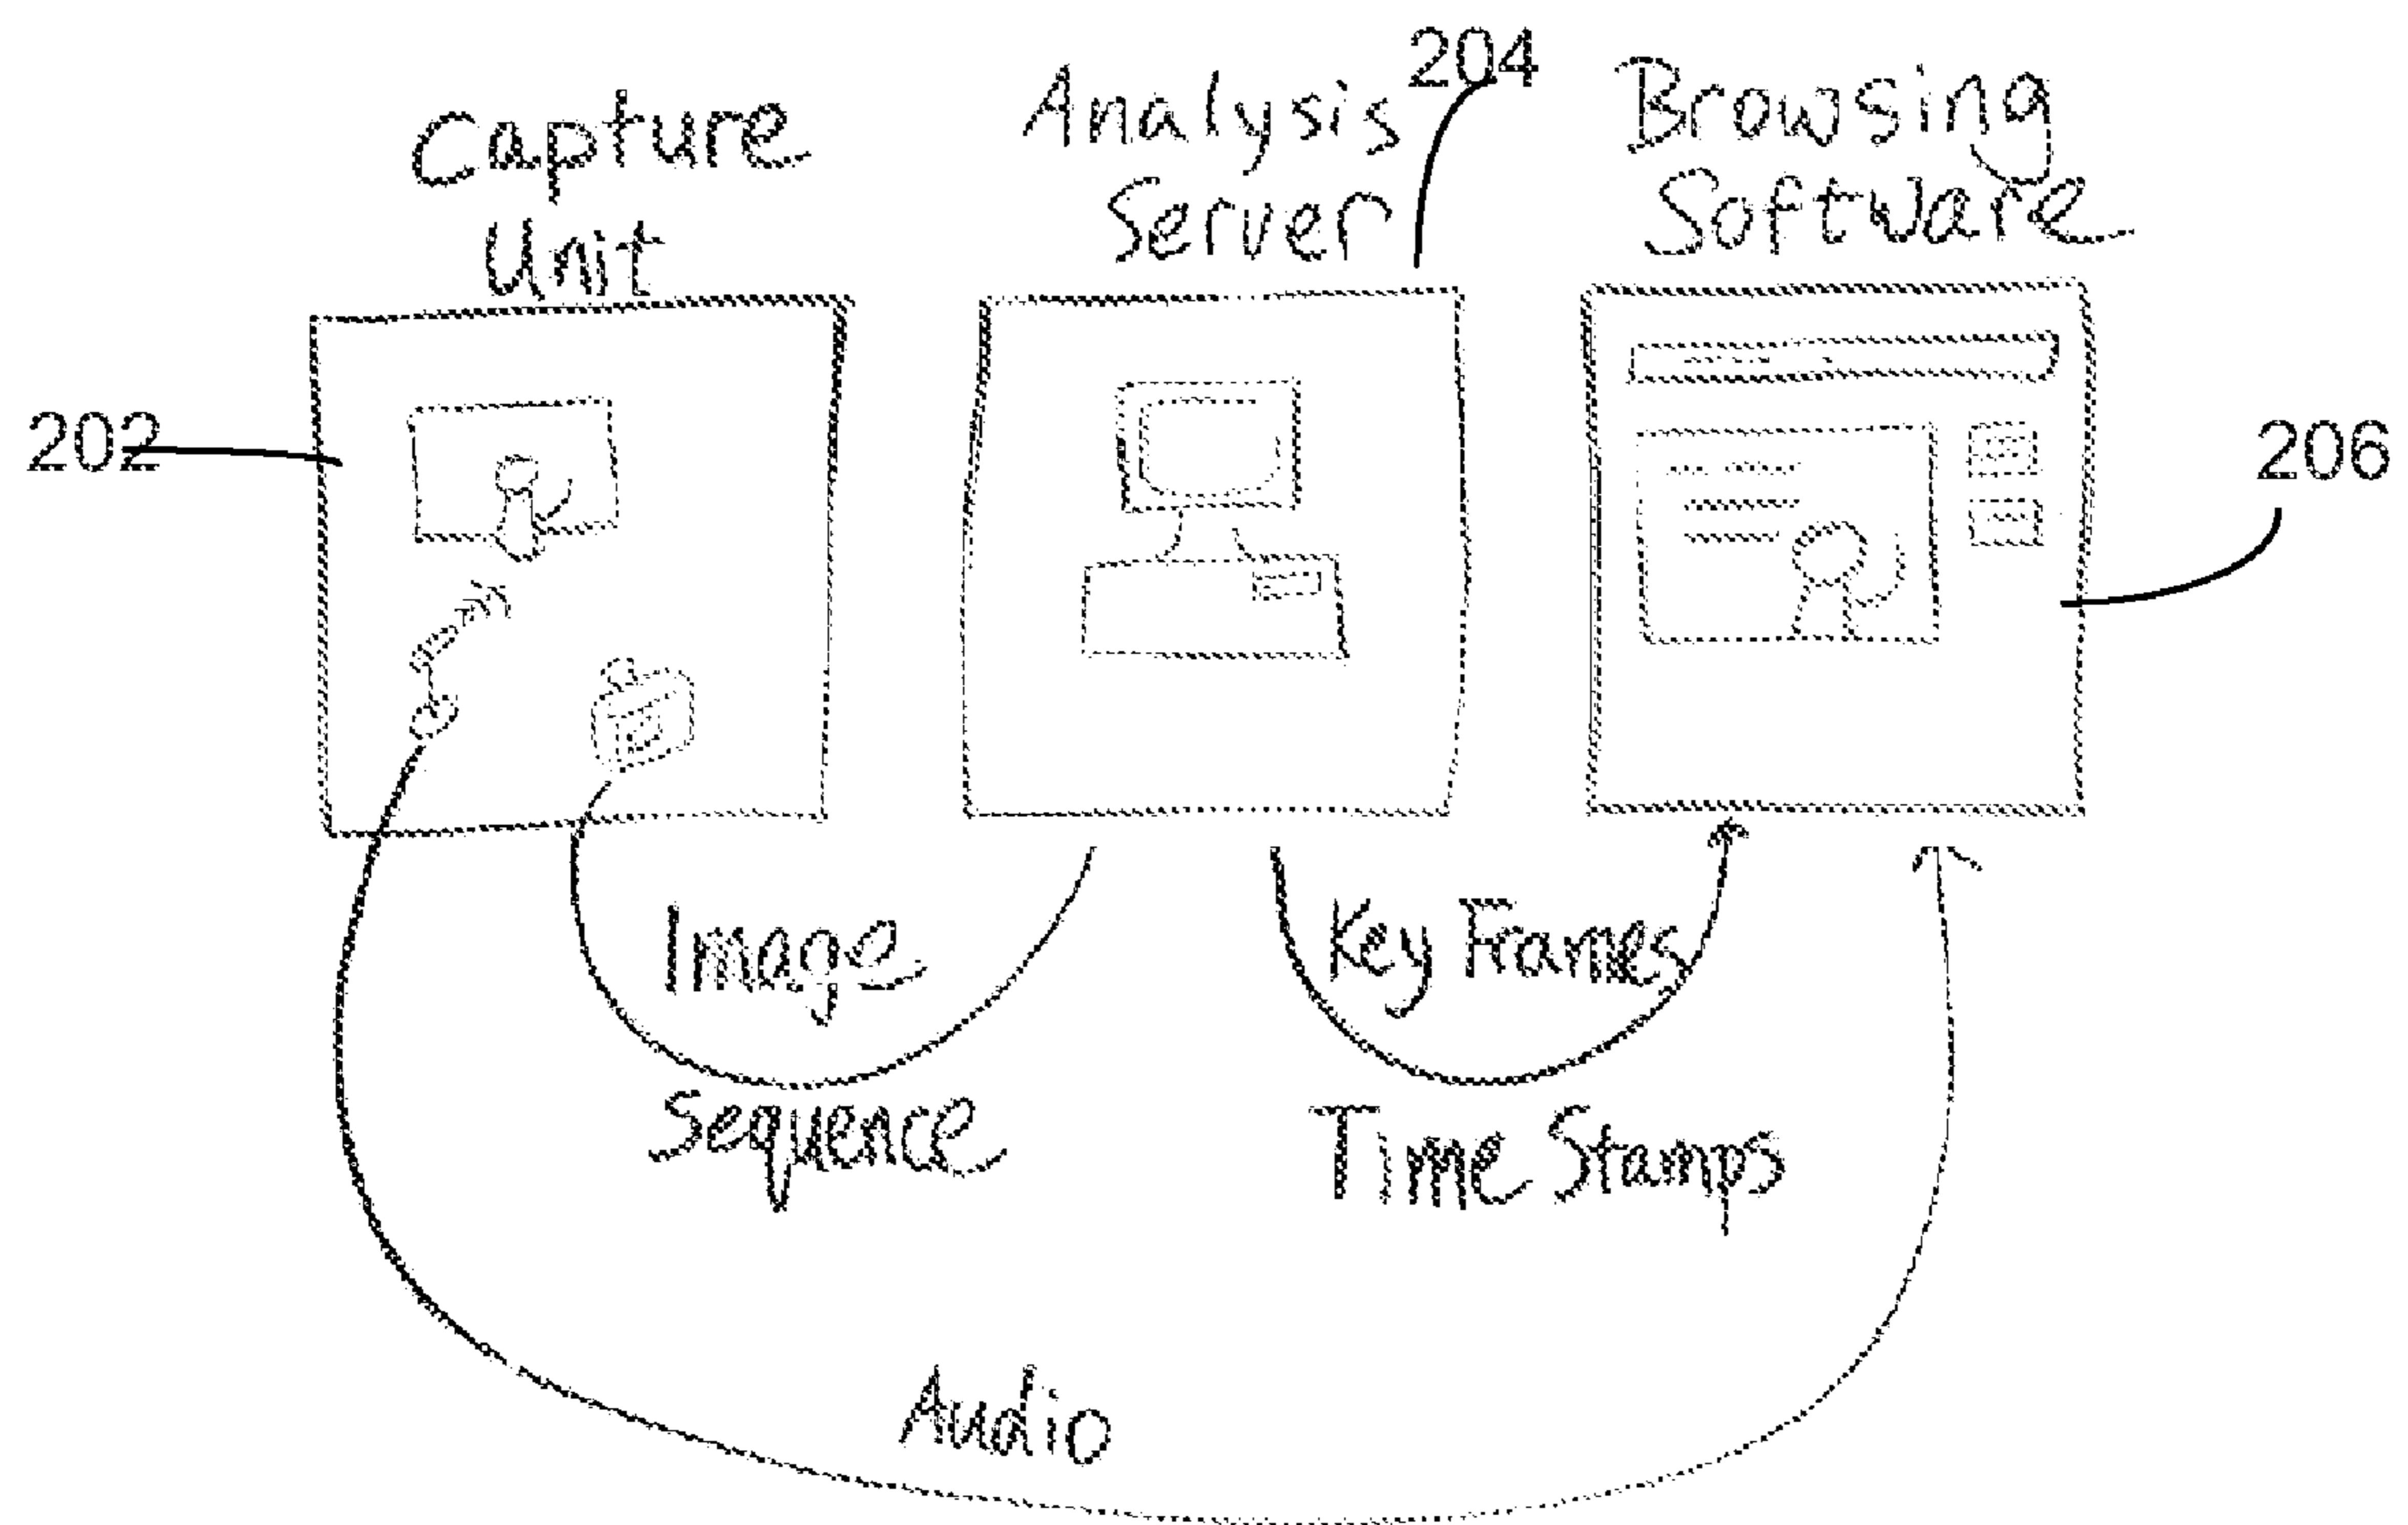 204
Capture
Unit
Analysis
Server
Browsing
Software
202
206
Image
Sequence
Key Frames
Time Stamps
Audio